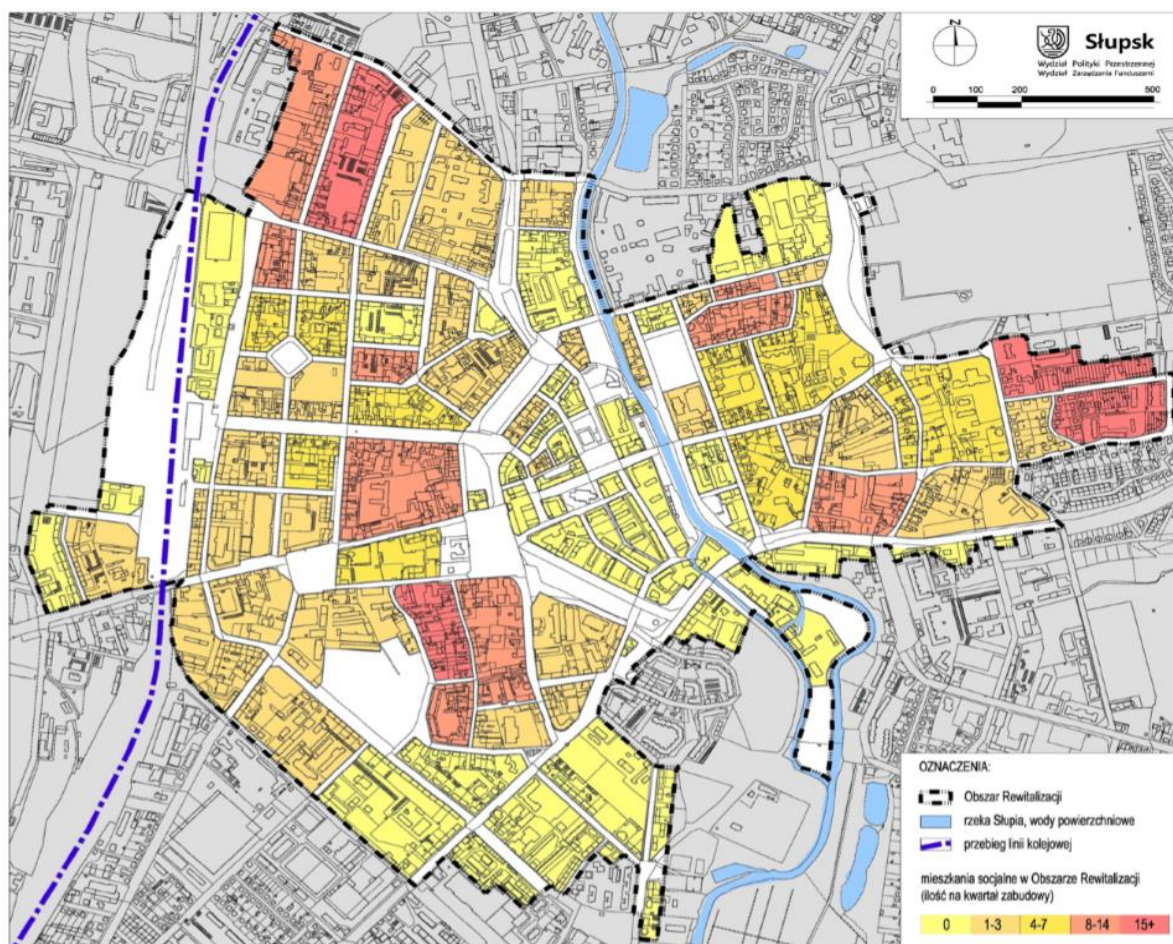 N
Słupsk
Wydział Polityki Przestrzennej
Wydział Zarządzania Funduszami
0 100 200 500
OZNACZENIA:
Obszar Rewitalizacji
rzeka Słupia, wody powierzchniowe
przebieg linii kolejowej
mieszkania socjalne w Obszarze Rewitalizacji
(ilość na kwartał zabudowy)
0 1-3 4-7 8-14 15+